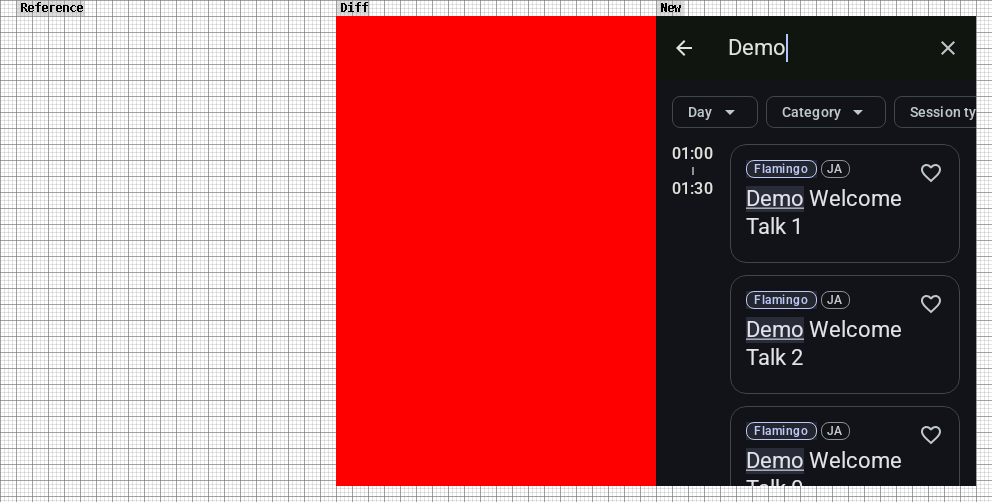 Reference Diff New
Demo
Day Category Session ty
01:00
01:30
Flamingo JA
Demo Welcome
Talk 1
Flamingo JA
Demo Welcome
Talk 2
Flamingo JA
Demo Welcome
Talk